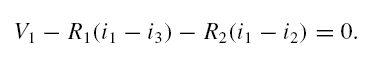 V₁ − R₁(i₁ − i₃) − R₂(i₁ − i₂) = 0.